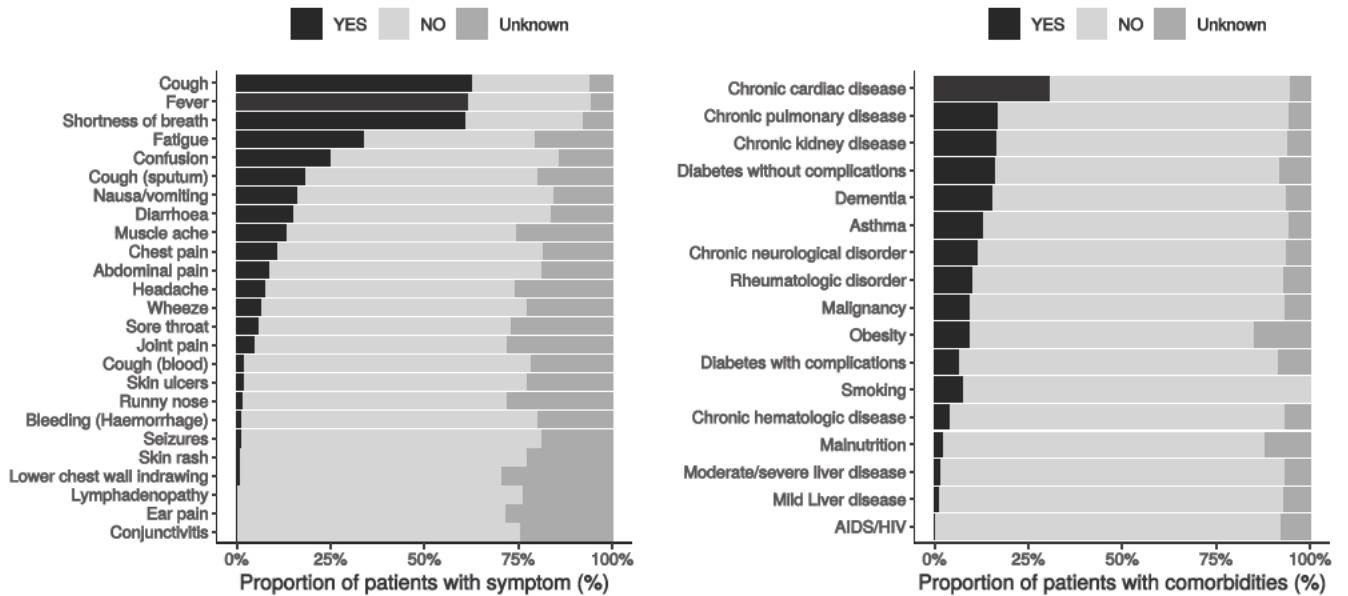 YES NO Unknown
Cough
Fever
Shortness of breath
Fatigue
Confusion
Cough (sputum)
Nausa/vomiting
Diarrhoea
Muscle ache
Chest pain
Abdominal pain
Headache
Wheeze
Sore throat
Joint pain
Cough (blood)
Skin ulcers
Runny nose
Bleeding (Haemorrhage)
Seizures
Skin rash
Lower chest wall indrawing
Lymphadenopathy
Ear pain
Conjunctivitis
0% 25% 50% 75% 100%
Proportion of patients with symptom (%)
YES NO Unknown
Chronic cardiac disease
Chronic pulmonary disease
Chronic kidney disease
Diabetes without complications
Dementia
Asthma
Chronic neurological disorder
Rheumatologic disorder
Malignancy
Obesity
Diabetes with complications
Smoking
Chronic hematologic disease
Malnutrition
Moderate/severe liver disease
Mild Liver disease
AIDS/HIV
0% 25% 50% 75% 100%
Proportion of patients with comorbidities (%)